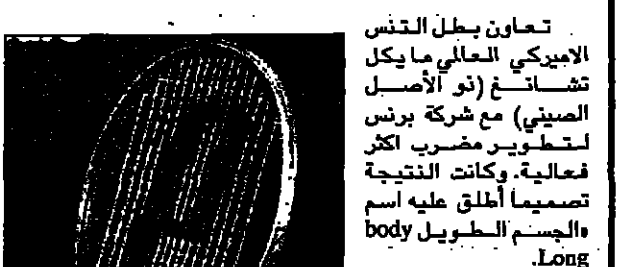 تعاون بطل التنس
الاميركي العالمي مايكل
تشانغ (ذو الأصل
الصيني) مع شركة برنس
لتطوير مضرب اكثر
فعالية. وكانت النتيجة
تصميماً أطلق عليه اسم
«الجسم الطويل body
Long.